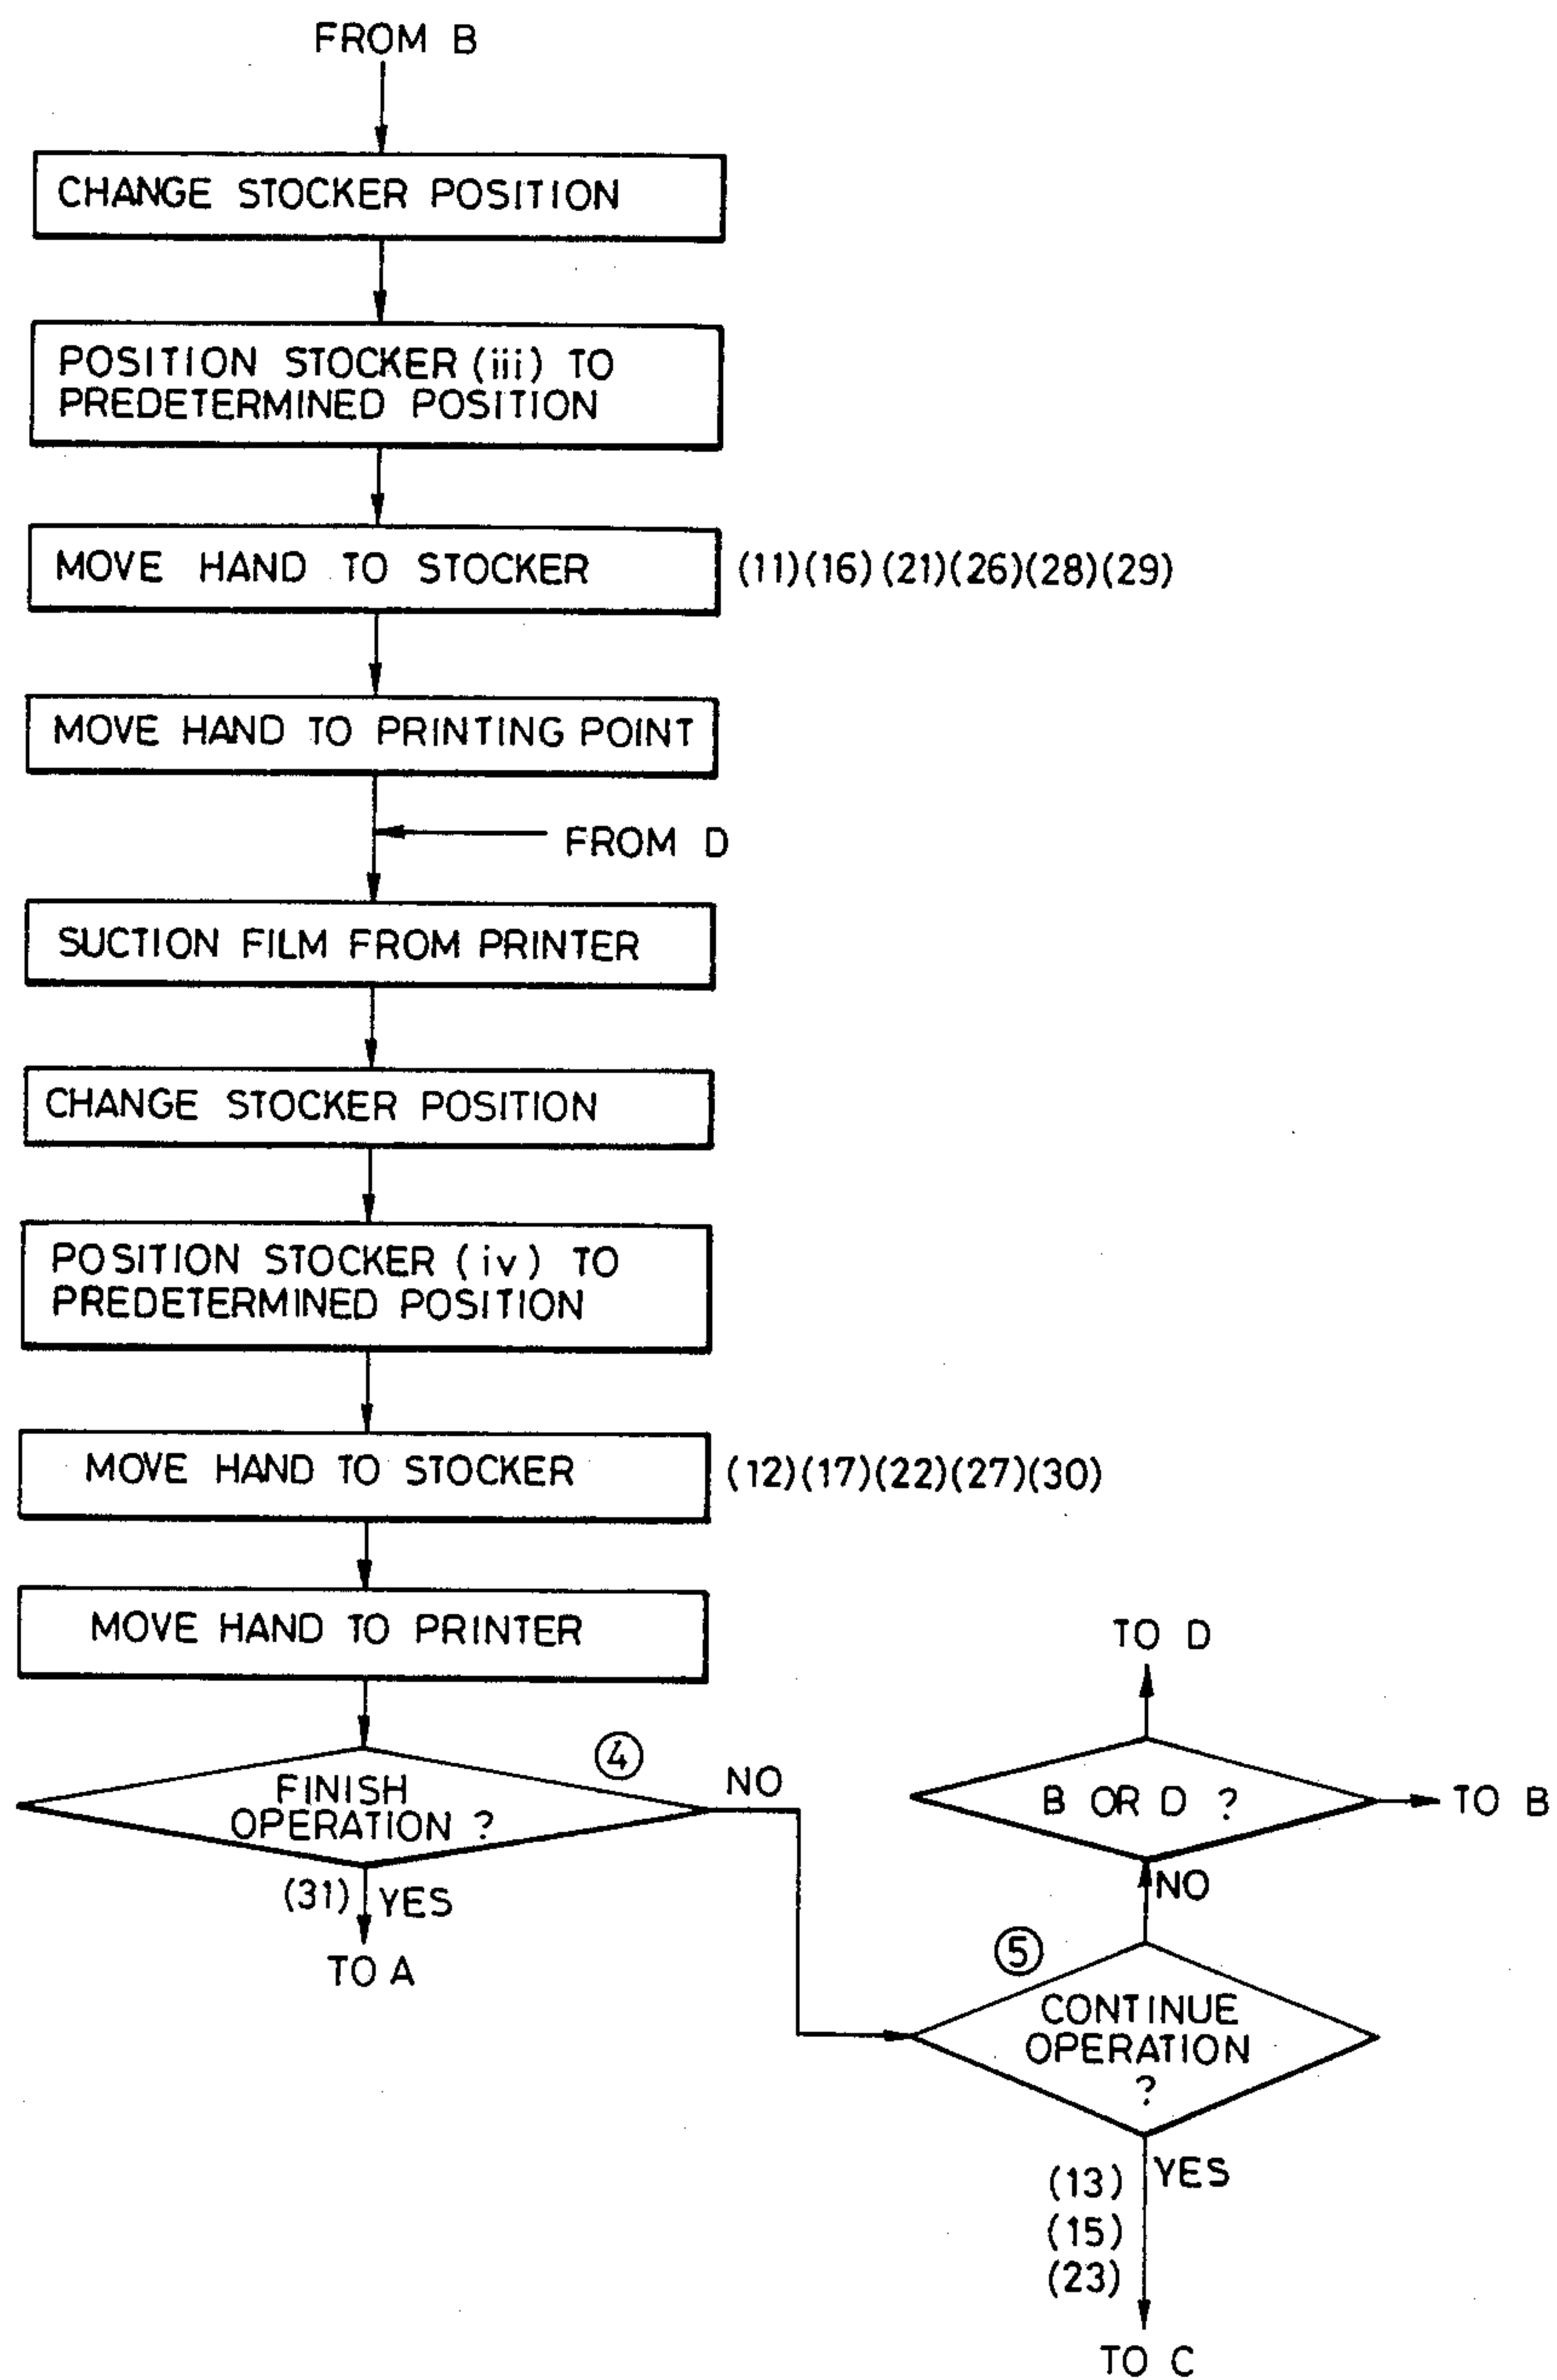 FROM B
CHANGE STOCKER POSITION
POSITION STOCKER (iii) TO
PREDETERMINED POSITION
MOVE HAND TO STOCKER
(11)(16)(21)(26)(28)(29)
MOVE HAND TO PRINTING POINT
FROM D
SUCTION FILM FROM PRINTER
CHANGE STOCKER POSITION
POSITION STOCKER (iv) TO
PREDETERMINED POSITION
MOVE HAND TO STOCKER
(12)(17)(22)(27)(30)
MOVE HAND TO PRINTER
④
FINISH
OPERATION ?
NO
(31) YES
TO A
TO D
B OR D ?
TO B
NO
⑤
CONTINUE
OPERATION
?
YES
(13)
(15)
(23)
TO C